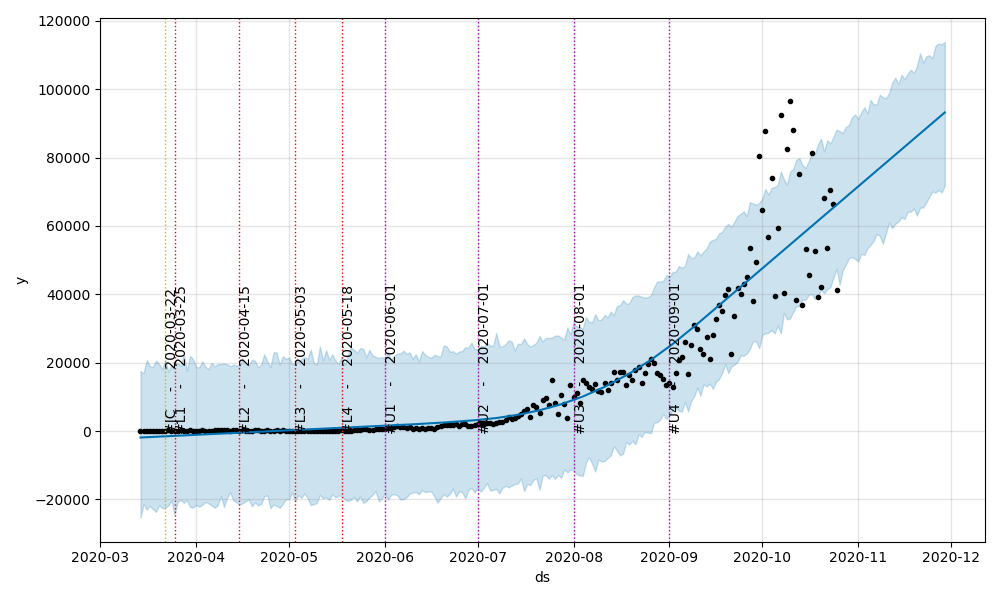 120000
100000
80000
60000
40000
20000
0
−20000
y
#JC - 2020-03-22
#L1 - 2020-03-25
#L2 - 2020-04-15
#L3 - 2020-05-03
#L4 - 2020-05-18
#U1 - 2020-06-01
#U2 - 2020-07-01
#U3 - 2020-08-01
#U4 - 2020-09-01
2020-03 2020-04 2020-05 2020-06 2020-07 2020-08 2020-09 2020-10 2020-11 2020-12
ds